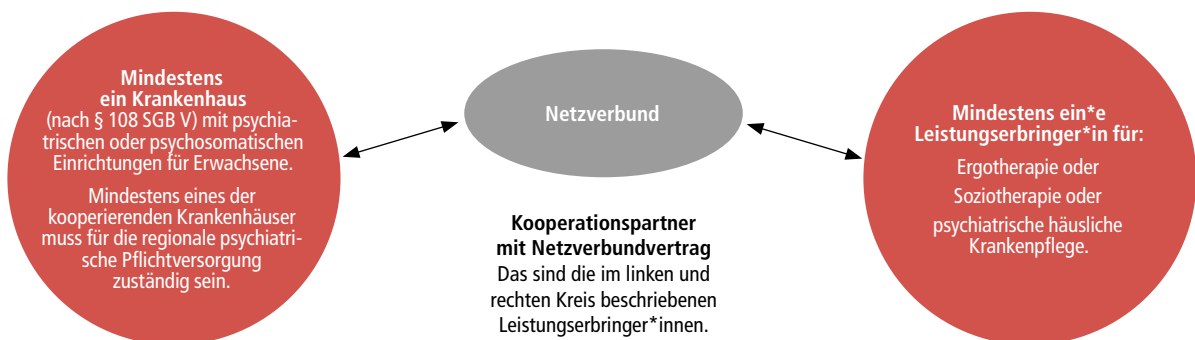 Mindestens
ein Krankenhaus
(nach § 108 SGB V) mit psychia-
trischen oder psychosomatischen
Einrichtungen für Erwachsene.
Mindestens eines der
kooperierenden Krankenhäuser
muss für die regionale psychiatri-
sche Pflichtversorgung
zuständig sein.
Netzverbund
Kooperationspartner
mit Netzverbundvertrag
Das sind die im linken und
rechten Kreis beschriebenen
Leistungserbringer*innen.
Mindestens ein*e
Leistungserbringer*in für:
Ergotherapie oder
Soziotherapie oder
psychiatrische häusliche
Krankenpflege.